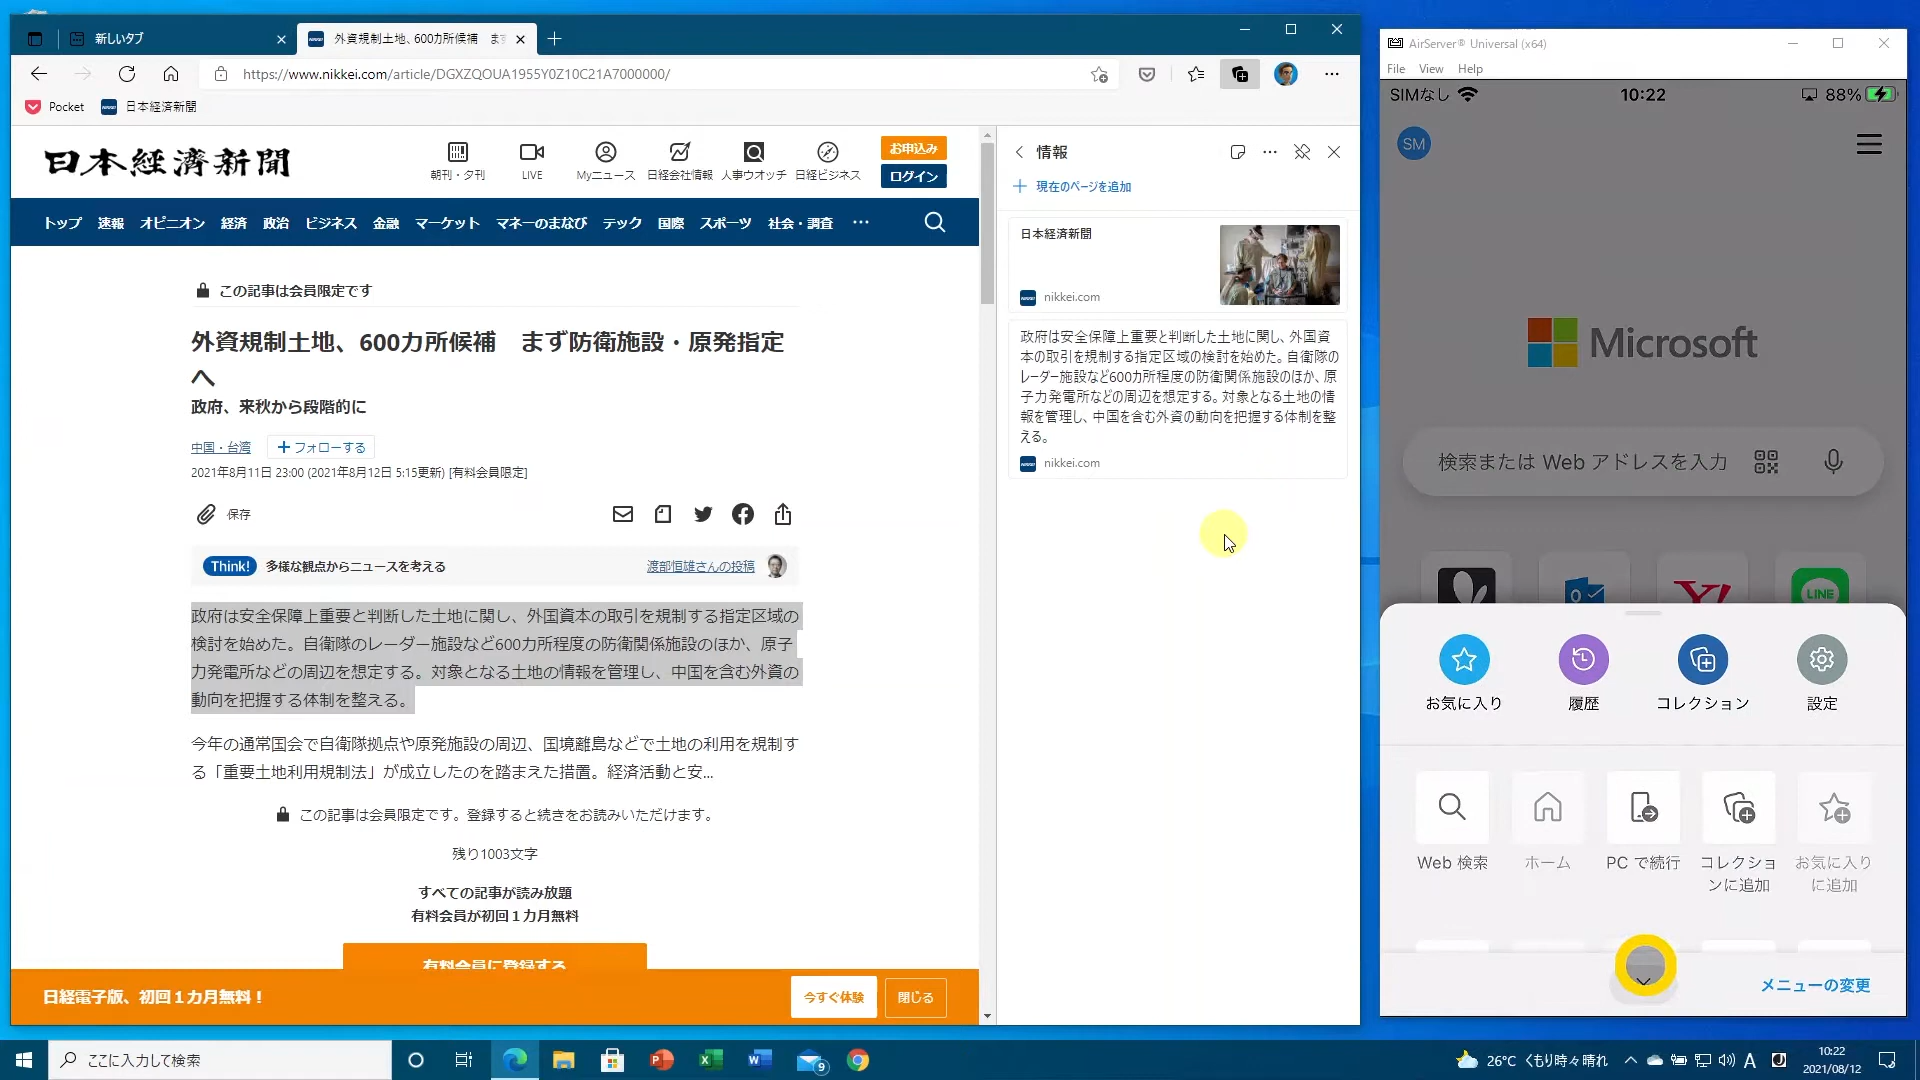 新しいタブ
外資規制土地、600カ所候補 ま
https://www.nikkei.com/article/DGXZQOUA1955Y0Z10C21A7000000/
Pocket
日本経済新聞
日本経済新聞
朝刊・夕刊
LIVE
Myニュース
日経会社情報
人事ウオッチ
日経ビジネス
お申込み
ログイン
トップ 速報 オピニオン 経済 政治 ビジネス 金融 マーケット マネーのまなび テック 国際 スポーツ 社会・調査 …
この記事は会員限定です
外資規制土地、600カ所候補　まず防衛施設・原発指定
へ
政府、来秋から段階的に
中国・台湾
＋フォローする
2021年8月11日 23:00 (2021年8月12日 5:15更新) [有料会員限定]
保存
Think!
多様な観点からニュースを考える
渡部恒雄さんの投稿
政府は安全保障上重要と判断した土地に関し、外国資本の取引を規制する指定区域の
検討を始めた。自衛隊のレーダー施設など600カ所程度の防衛関係施設のほか、原子
力発電所などの周辺を想定する。対象となる土地の情報を管理し、中国を含む外資の
動向を把握する体制を整える。
今年の通常国会で自衛隊拠点や原発施設の周辺、国境離島などで土地の利用を規制す
る「重要土地利用規制法」が成立したのを踏まえた措置。経済活動と安...
この記事は会員限定です。登録すると続きをお読みいただけます。
残り1003文字
すべての記事が読み放題
有料会員が初回１カ月無料
有料会員に登録する
日経電子版、初回１カ月無料！
今すぐ体験
閉じる
情報
現在のページを追加
日本経済新聞
nikkei.com
政府は安全保障上重要と判断した土地に関し、外国資
本の取引を規制する指定区域の検討を始めた。自衛隊の
レーダー施設など600カ所程度の防衛関係施設のほか、原
子力発電所などの周辺を想定する。対象となる土地の情
報を管理し、中国を含む外資の動向を把握する体制を整
える。
nikkei.com
AirServer® Universal (x64)
File View Help
SIMなし
10:22
88%
SM
Microsoft
検索または Web アドレスを入力
LINE
お気に入り
履歴
コレクション
設定
Web 検索
ホーム
PC で続行
コレクショ
ンに追加
お気に入り
に追加
メニューの変更
ここに入力して検索
9
26°C くもり時々晴れ
A
10:22
2021/08/12